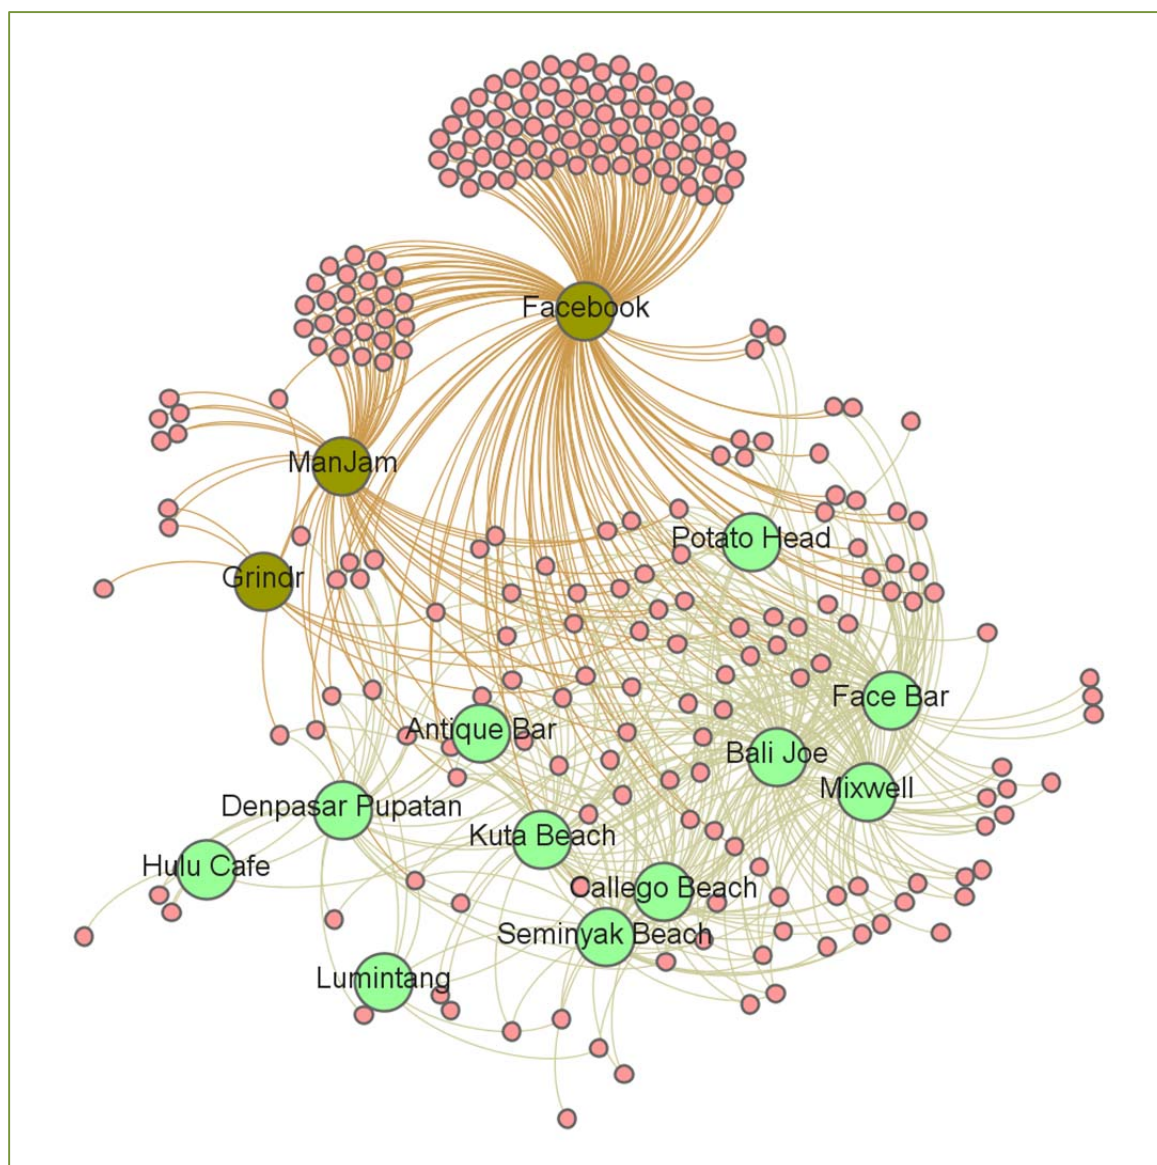 Facebook
ManJam
Potato Head
Grindr
Face Bar
Antique Bar
Bali Joe
Mixwell
Denpasar Pupatan
Kuta Beach
Hulu Cafe
Callego Beach
Seminyak Beach
Lumintang